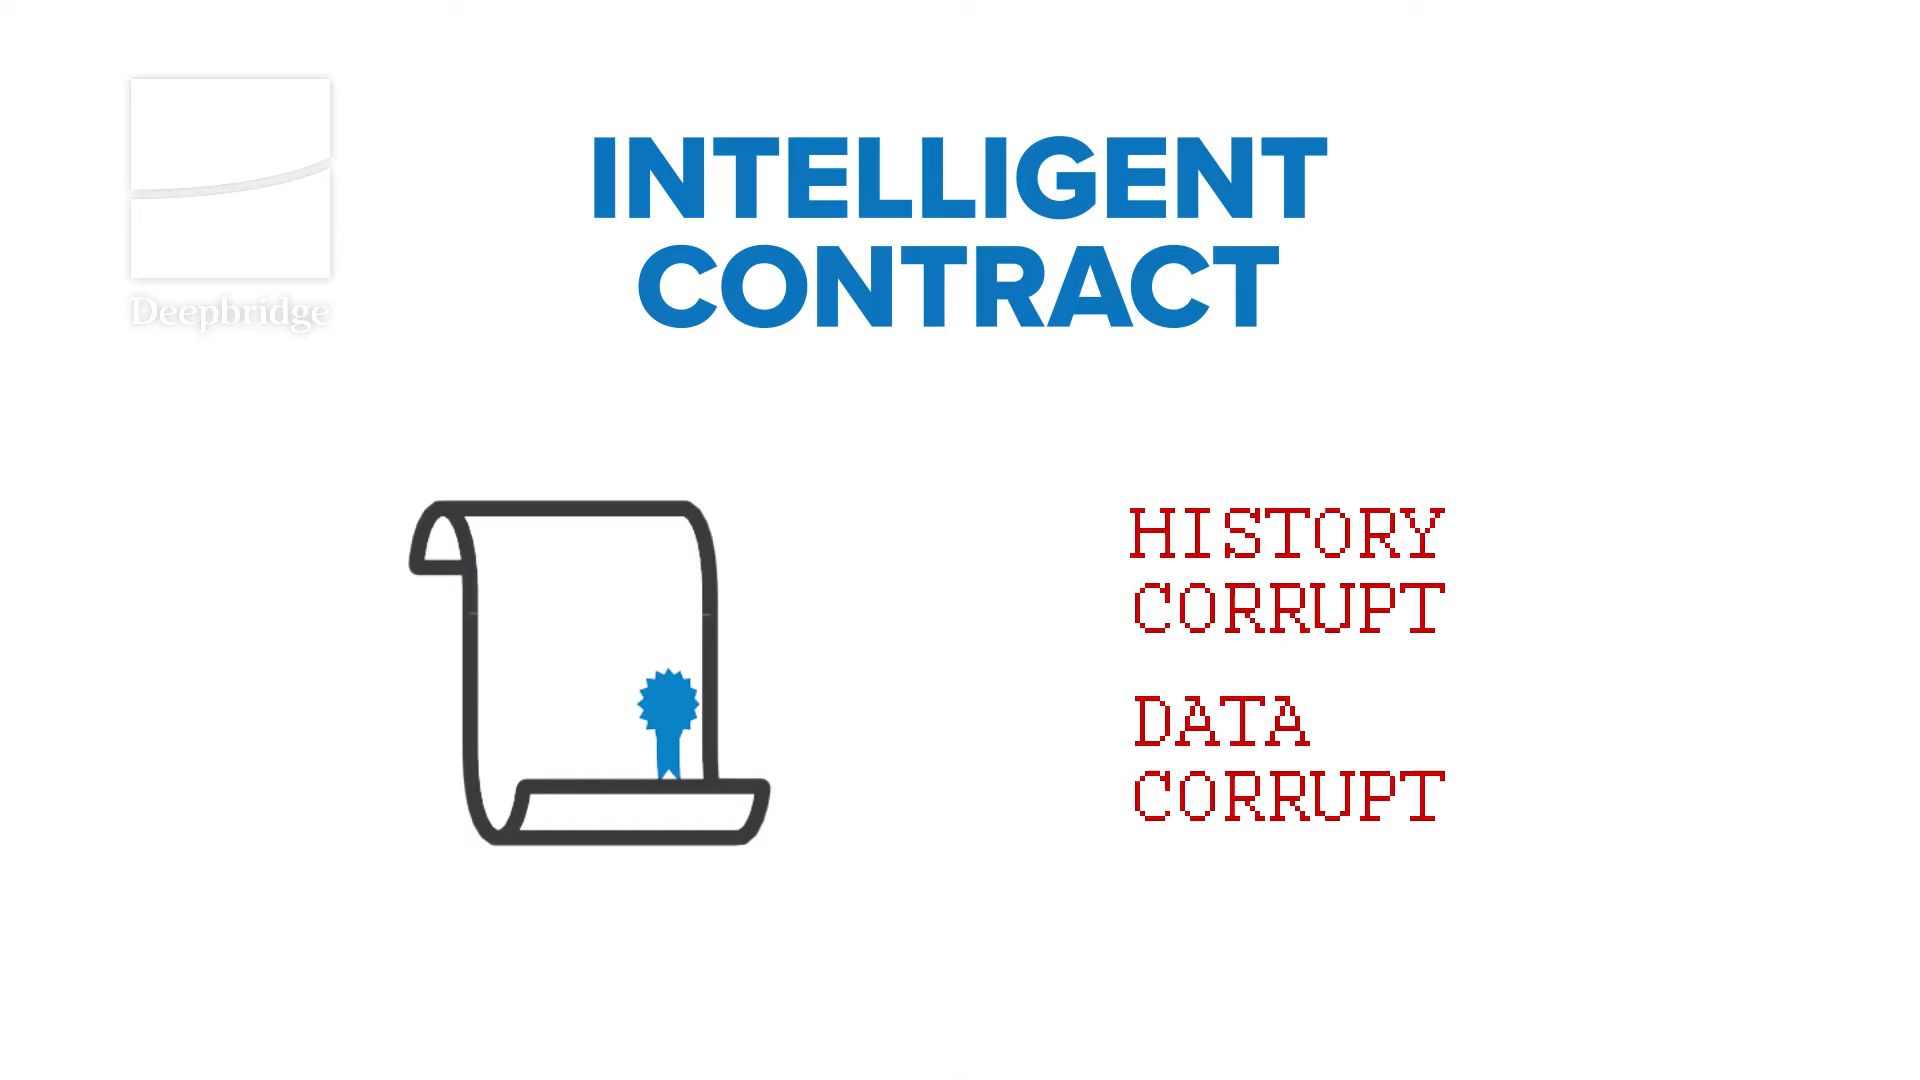 Deepbridge
INTELLIGENT
CONTRACT
HISTORY
CORRUPT
DATA
CORRUPT